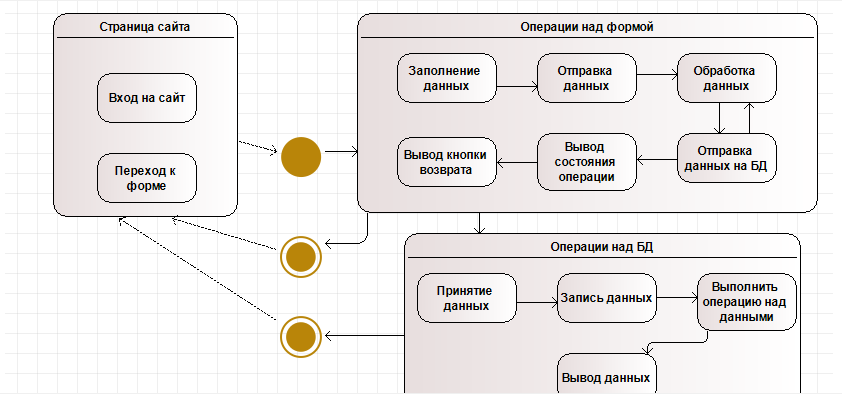 Страница сайта
Вход на сайт
Переход к
форме
Операции над формой
Заполнение
данных
Отправка
данных
Обработка
данных
Вывод кнопки
возврата
Вывод
состояния
операции
Отправка
данных на БД
Операции над БД
Принятие
данных
Запись данных
Выполнить
операцию над
данными
Вывод данных